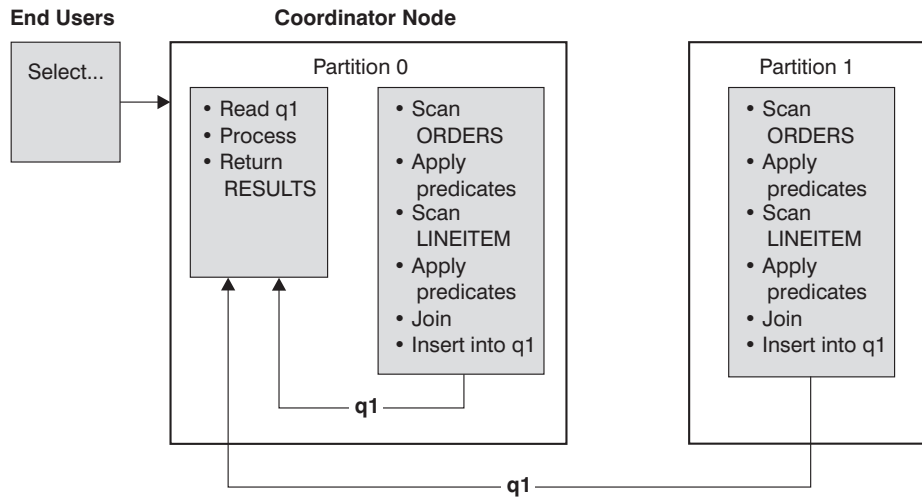 End Users
Coordinator Node
Select...
Partition 0
• Read q1
• Process
• Return
RESULTS
• Scan
ORDERS
• Apply
predicates
• Scan
LINEITEM
• Apply
predicates
• Join
• Insert into q1
q1
Partition 1
• Scan
ORDERS
• Apply
predicates
• Scan
LINEITEM
• Apply
predicates
• Join
• Insert into q1
q1